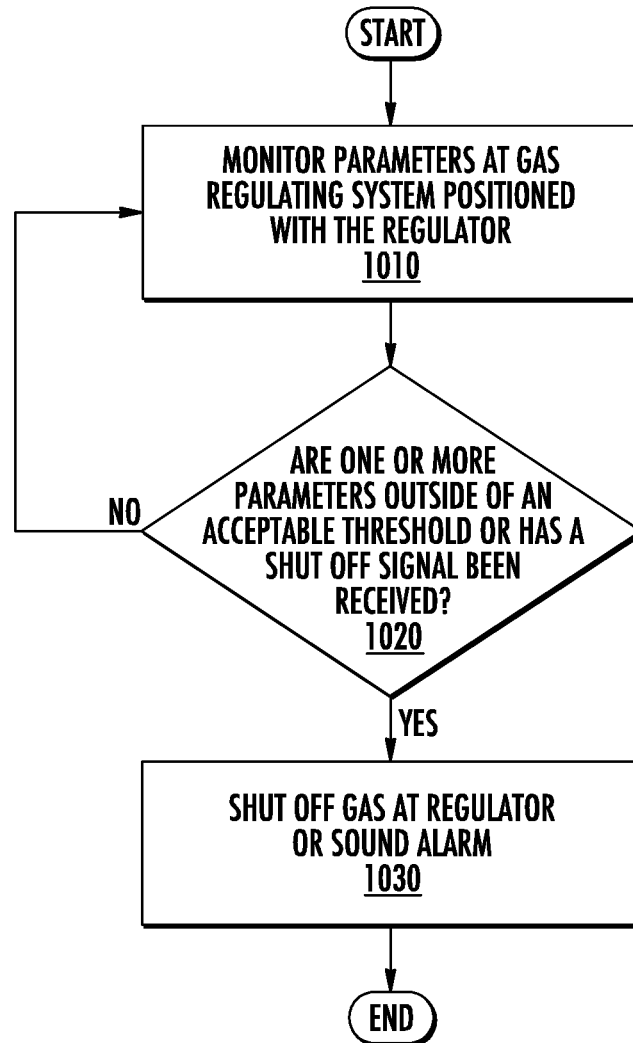 START
MONITOR PARAMETERS AT GAS
REGULATING SYSTEM POSITIONED
WITH THE REGULATOR
1010
ARE ONE OR MORE
PARAMETERS OUTSIDE OF AN
ACCEPTABLE THRESHOLD OR HAS A
SHUT OFF SIGNAL BEEN
RECEIVED?
1020
NO
YES
SHUT OFF GAS AT REGULATOR
OR SOUND ALARM
1030
END